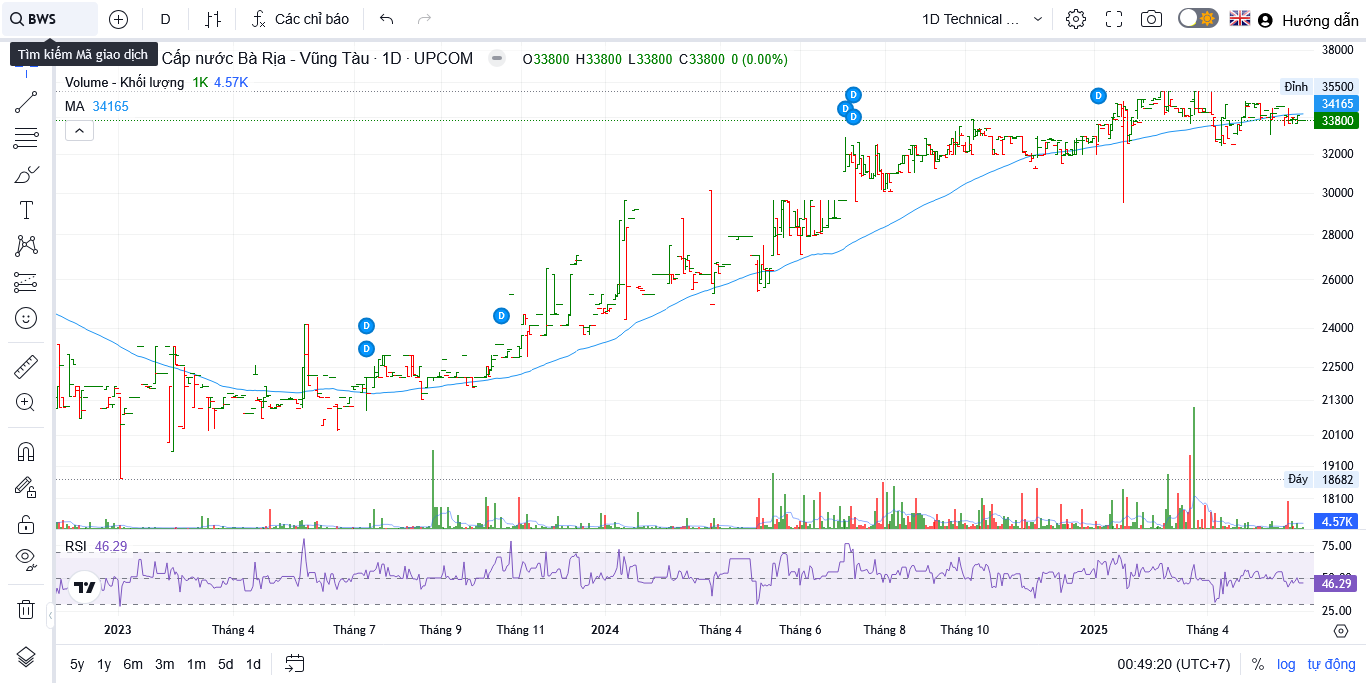 BWS
D
Các chỉ báo
1D Technical ...
Hướng dẫn
Tìm kiếm Mã giao dịch
Cấp nước Bà Rịa - Vũng Tàu · 1D · UPCOM
O33800 H33800 L33800 C33800 0 (0.00%)
Volume - Khối lượng 1K 4.57K
MA 34165
38000
Đỉnh 35500
34165
33800
32000
30000
28000
26000
24000
22500
21300
20100
19100
Đáy 18682
18100
4.57K
D
D
D
D
D
D
D
RSI 46.29
75.00
46.29
25.00
2023
Tháng 4
Tháng 7
Tháng 9
Tháng 11
2024
Tháng 4
Tháng 6
Tháng 8
Tháng 10
2025
Tháng 4
5y 1y 6m 3m 1m 5d 1d
00:49:20 (UTC+7)
% log tự động